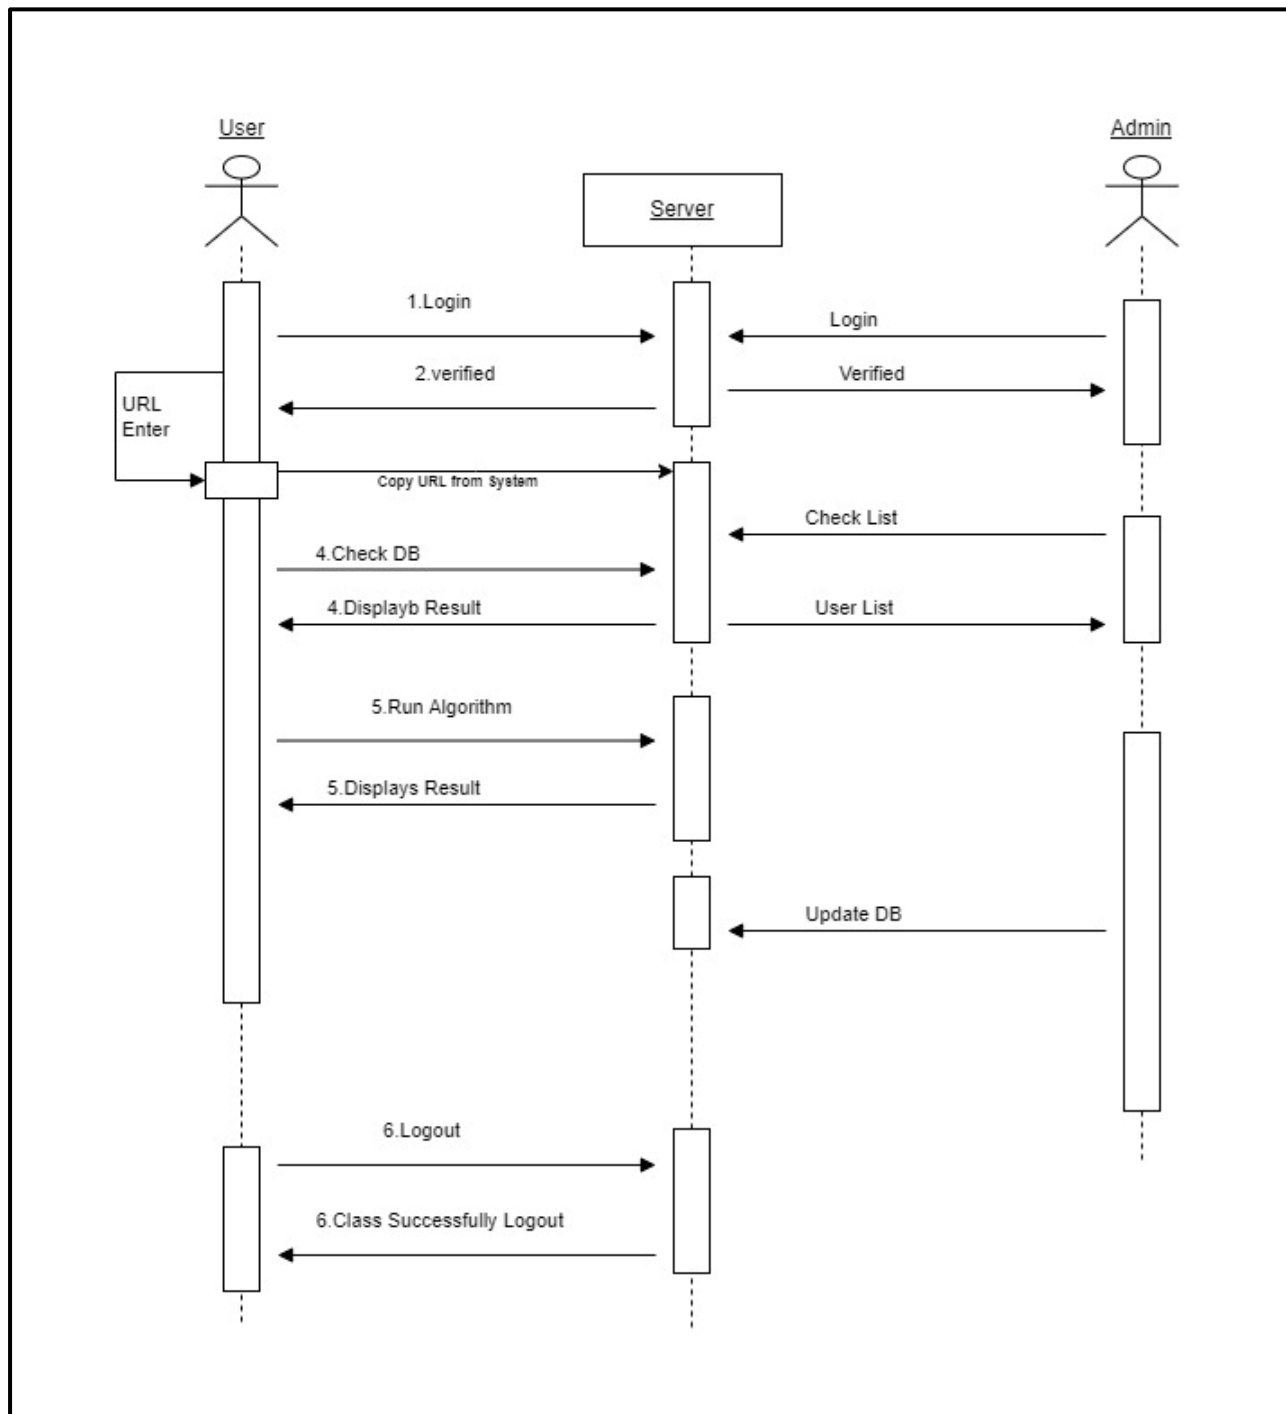 User
Admin
Server
1.Login
Login
2.verified
Verified
URL
Enter
Copy URL from System
Check List
4.Check DB
4.Displayb Result
User List
5.Run Algorithm
5.Displays Result
Update DB
6.Logout
6.Class Successfully Logout